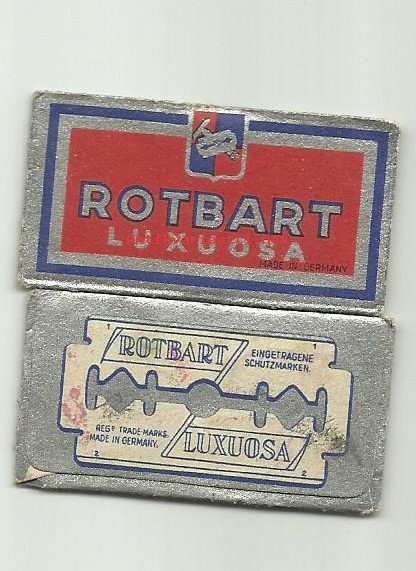 ROTBART
LUXUOSA
MADE IN GERMANY
1
1
ROTBART
EINGETRAGENE
SCHUTZMARKEN.
REGD TRADE-MARKS.
MADE IN GERMANY.
LUXUOSA
2
2